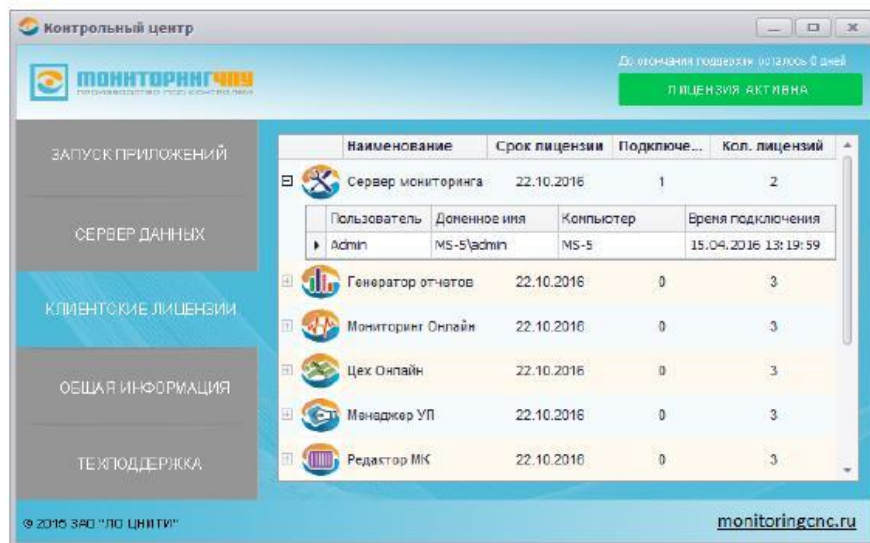 Контрольный центр
До окончания поддержки осталось 0 дней
МОНИТОРИНГЧПУ
ПРОИЗВОДСТВО ПОД КОНТРОЛЕМ
ЛИЦЕНЗИЯ АКТИВНА
ЗАПУСК ПРИЛОЖЕНИЙ
СЕРВЕР ДАННЫХ
КЛИЕНТСКИЕ ЛИЦЕНЗИИ
ОБЩАЯ ИНФОРМАЦИЯ
ТЕХПОДДЕРЖКА
Наименование Срок лицензии Подключе... Кол. лицензий
Сервер мониторинга 22.10.2016 1 2
Пользователь Доменное имя Компьютер Время подключения
Admin MS-5\admin MS-5 15.04.2016 13:19:59
Генератор отчетов 22.10.2016 0 3
Мониторинг Онлайн 22.10.2016 0 3
Цех Онлайн 22.10.2016 0 3
Менеджер УП 22.10.2016 0 3
Редактор МК 22.10.2016 0 3
© 2016 ЗАО "ЛО ЦНИТИ"
monitoringcnc.ru